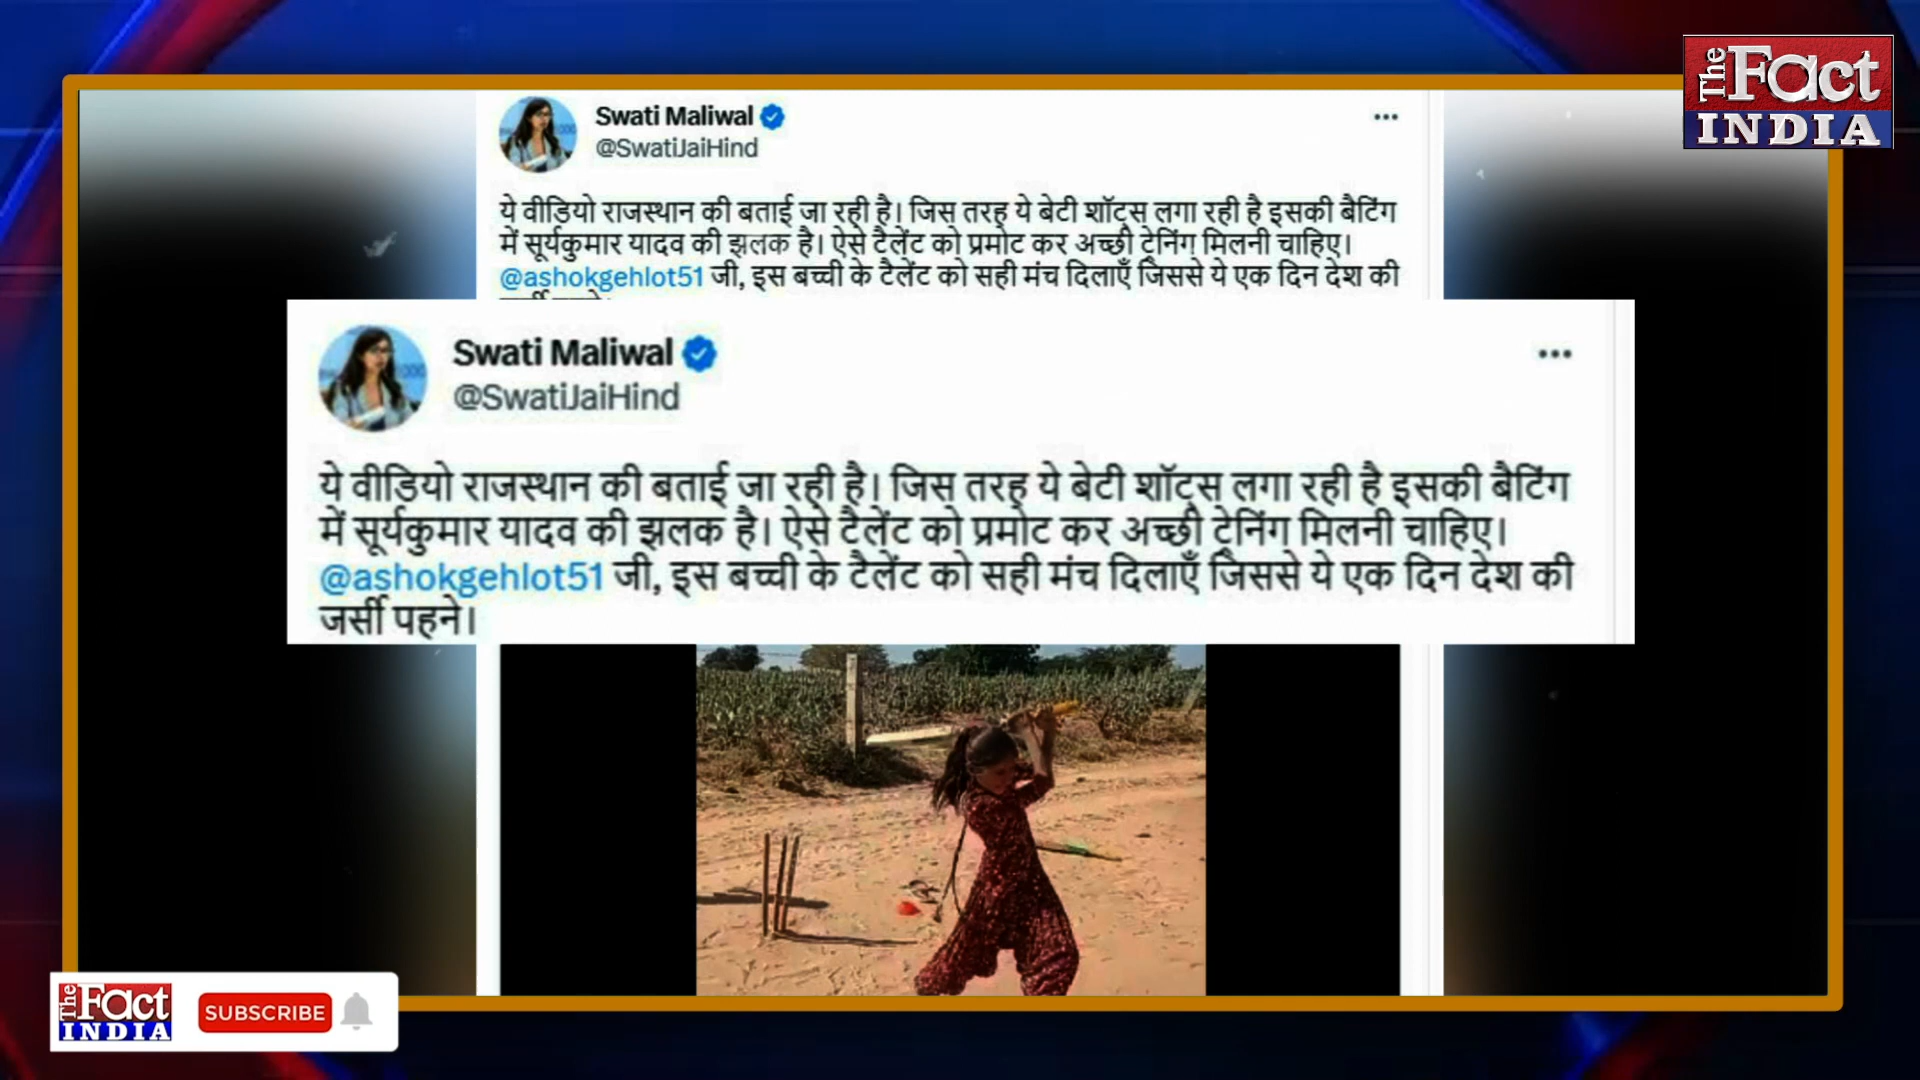 The Fact
INDIA
Swati Maliwal
@SwatiJaiHind
ये वीडियो राजस्थान की बताई जा रही है। जिस तरह ये बेटी शॉट्स लगा रही है इसकी बैटिंग
में सूर्यकुमार यादव की झलक है। ऐसे टैलेंट को प्रमोट कर अच्छी ट्रेनिंग मिलनी चाहिए।
@ashokgehlot51 जी, इस बच्ची के टैलेंट को सही मंच दिलाएँ जिससे ये एक दिन देश की
Swati Maliwal
@SwatiJaiHind
ये वीडियो राजस्थान की बताई जा रही है। जिस तरह ये बेटी शॉट्स लगा रही है इसकी बैटिंग
में सूर्यकुमार यादव की झलक है। ऐसे टैलेंट को प्रमोट कर अच्छी ट्रेनिंग मिलनी चाहिए।
@ashokgehlot51 जी, इस बच्ची के टैलेंट को सही मंच दिलाएँ जिससे ये एक दिन देश की
जर्सी पहने।
The Fact
INDIA
SUBSCRIBE